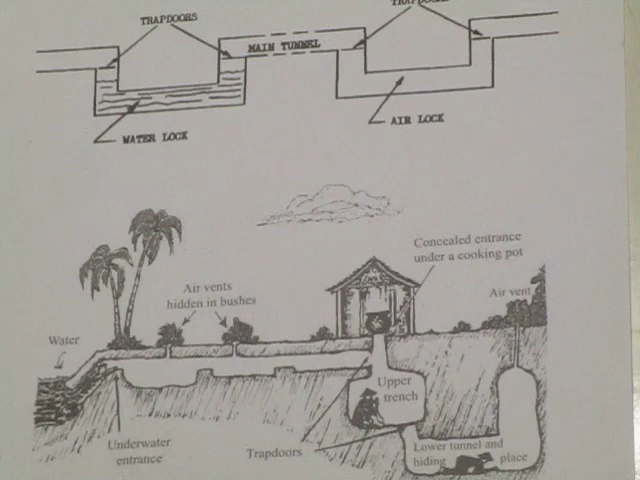 TRAPDOORS
TRAPDOORS
MAIN TUNNEL
WATER LOCK
AIR LOCK
Concealed entrance
under a cooking pot
Air vents
hidden in bushes
Air vent
Water
Upper
trench
Underwater
entrance
Trapdoors
Lower tunnel and
hiding place